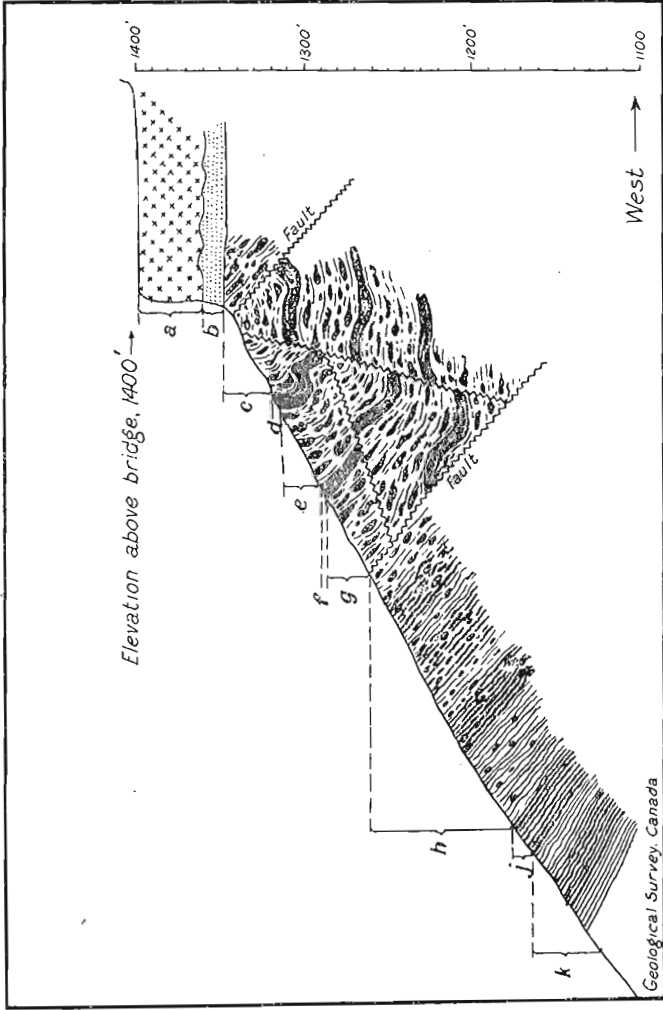 Elevation above bridge, 1400'
1400'
1300'
1200'
1100
a
b
c
d
e
f
g
h
j
k
Fault
Fault
West
Geological Survey, Canada